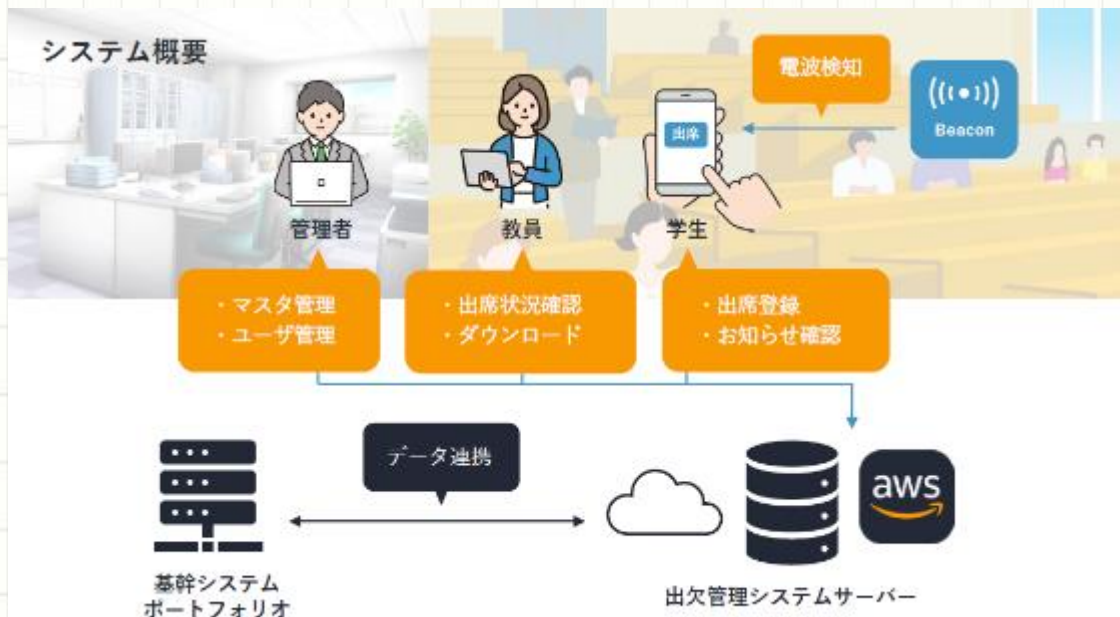 システム概要
電波検知
Beacon
出席
管理者
教員
学生
・マスタ管理
・ユーザ管理
・出席状況確認
・ダウンロード
・出席登録
・お知らせ確認
データ連携
aws
基幹システム
ポートフォリオ
出欠管理システムサーバー